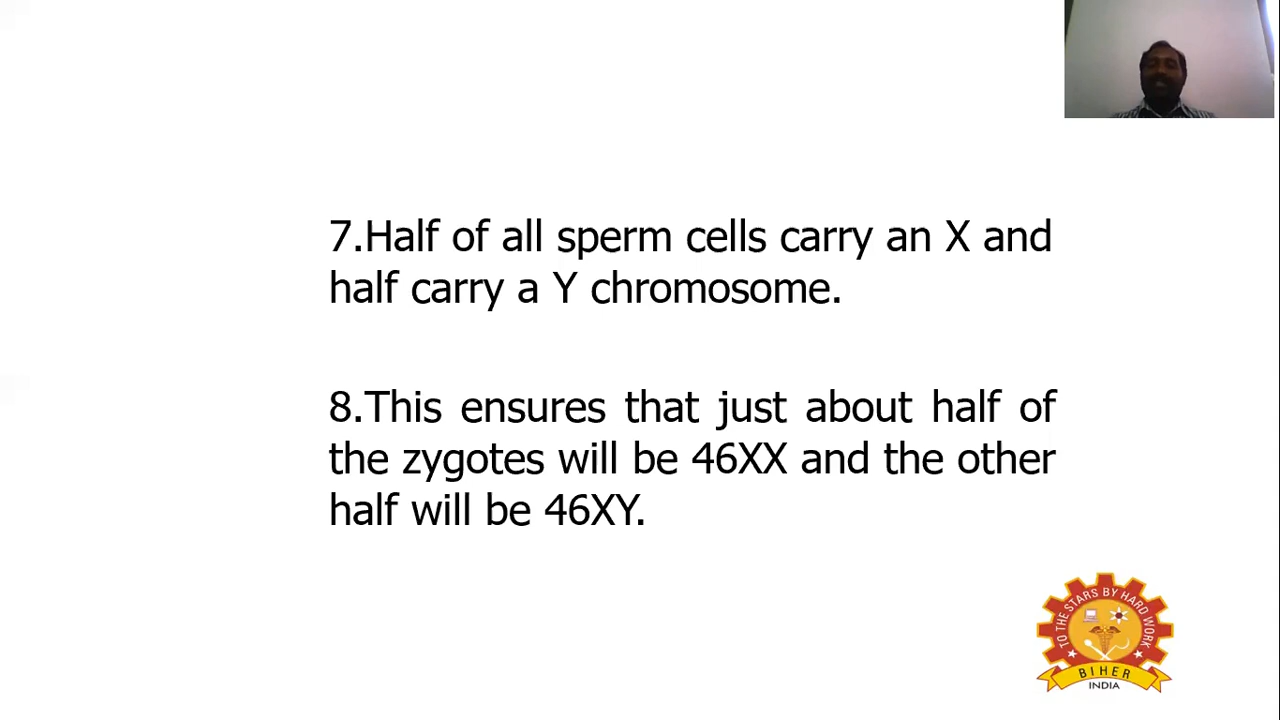 7.Half of all sperm cells carry an X and
half carry a Y chromosome.
8.This ensures that just about half of
the zygotes will be 46XX and the other
half will be 46XY.
TO THE STARS BY HARD WORK
BIHER
INDIA